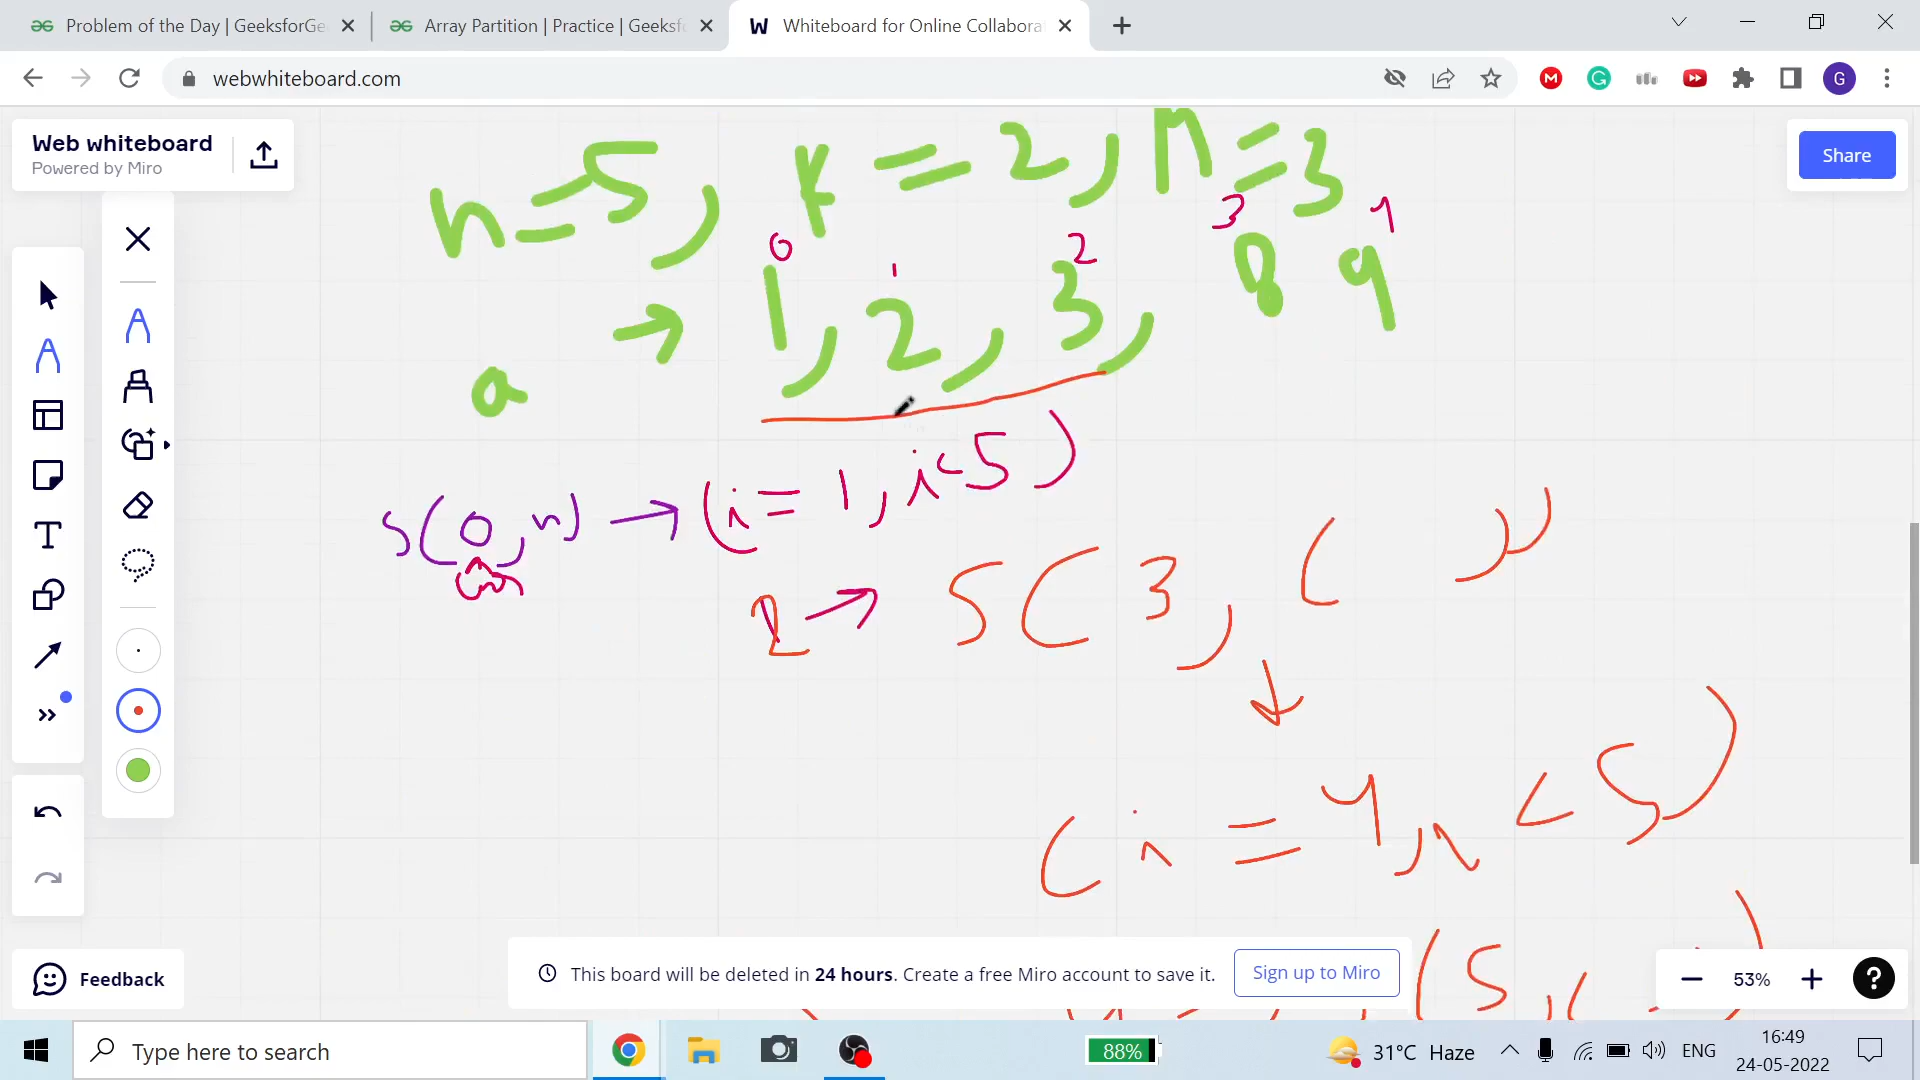 Problem of the Day | GeeksforGe
Array Partition | Practice | Geeksf
Whiteboard for Online Collabora
webwhiteboard.com
G
Web whiteboard
Powered by Miro
Share
n=5, K=2, M=3
0 1 2 3
a → 1, 2, 3, 8 9
S(0,n) → (i=1, i<5)
2 → S(3, ( ))
(i=4, i<5)
(5,
Feedback
This board will be deleted in 24 hours. Create a free Miro account to save it.
Sign up to Miro
53%
?
Type here to search
88%
31°C Haze
ENG
16:49
24-05-2022